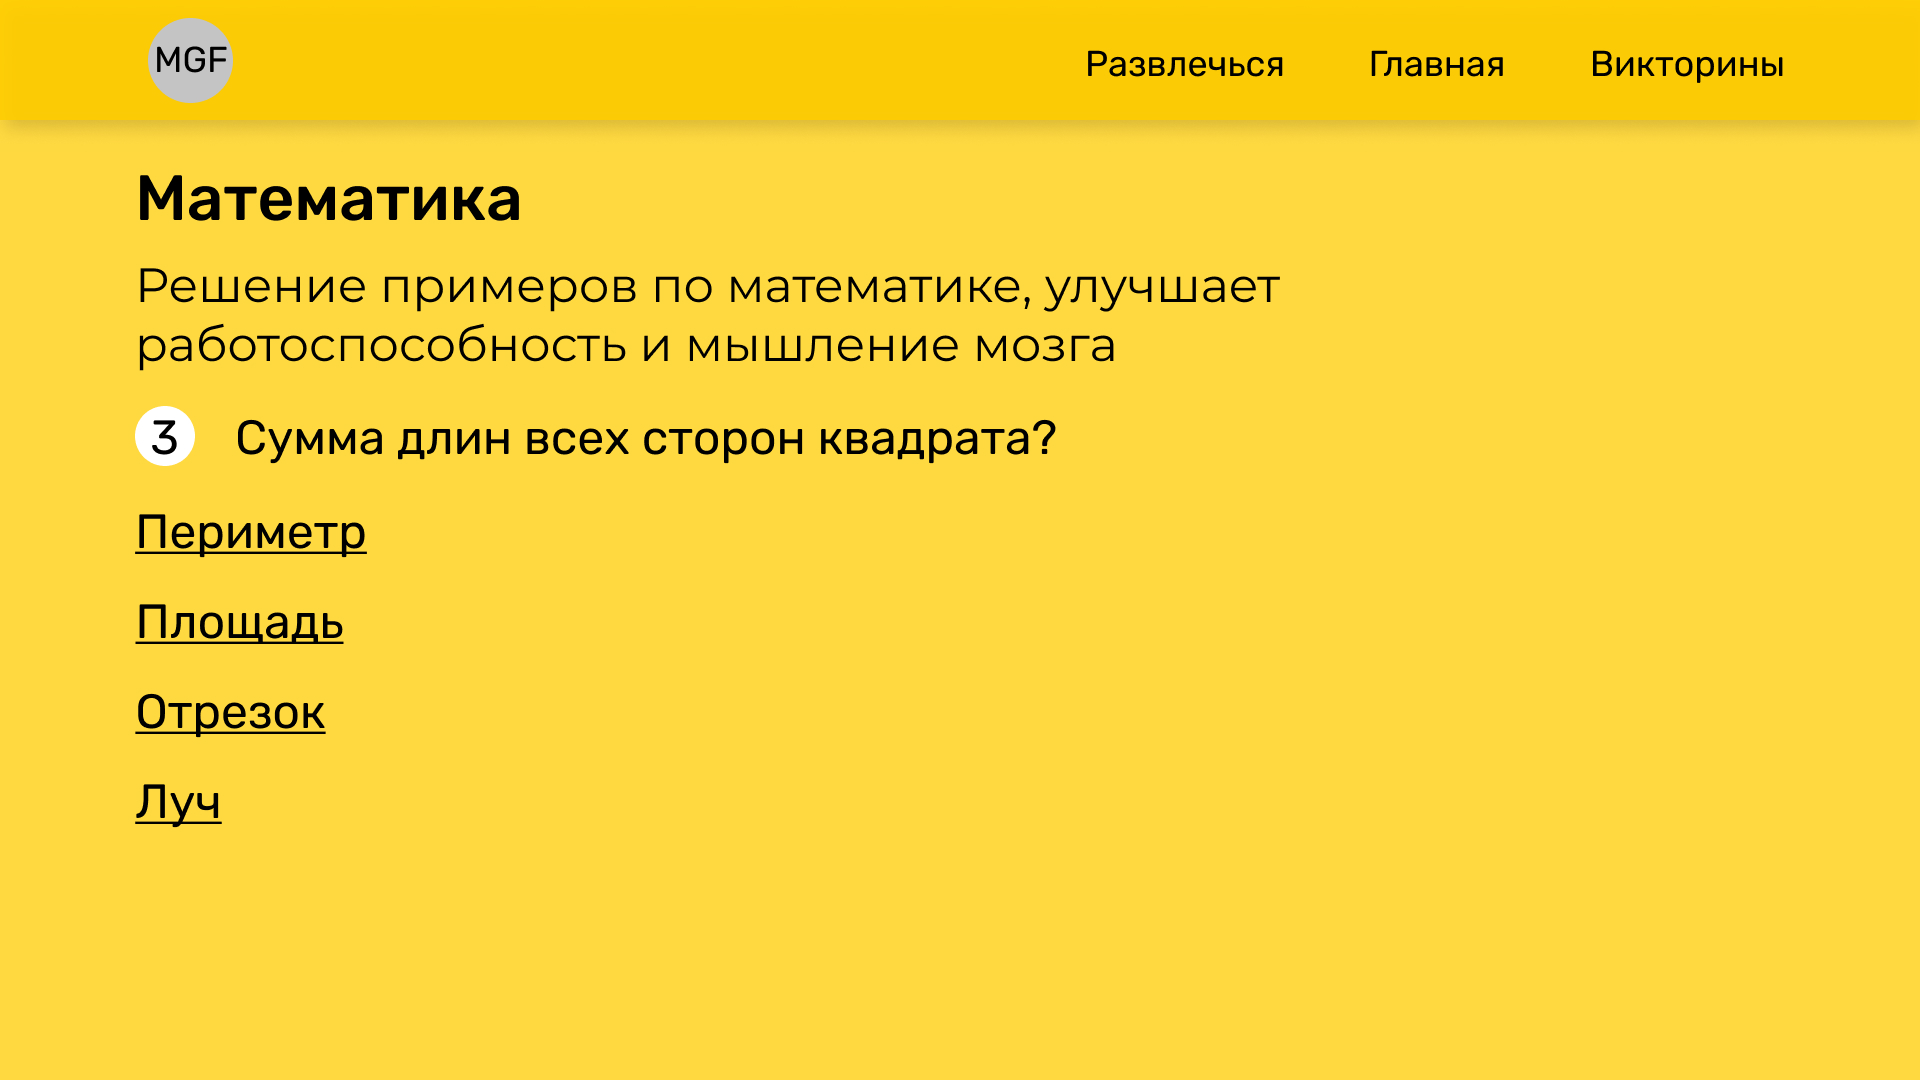 MGF
Развлечься
Главная
Викторины
Математика
Решение примеров по математике, улучшает
работоспособность и мышление мозга
3 Сумма длин всех сторон квадрата?
Периметр
Площадь
Отрезок
Луч